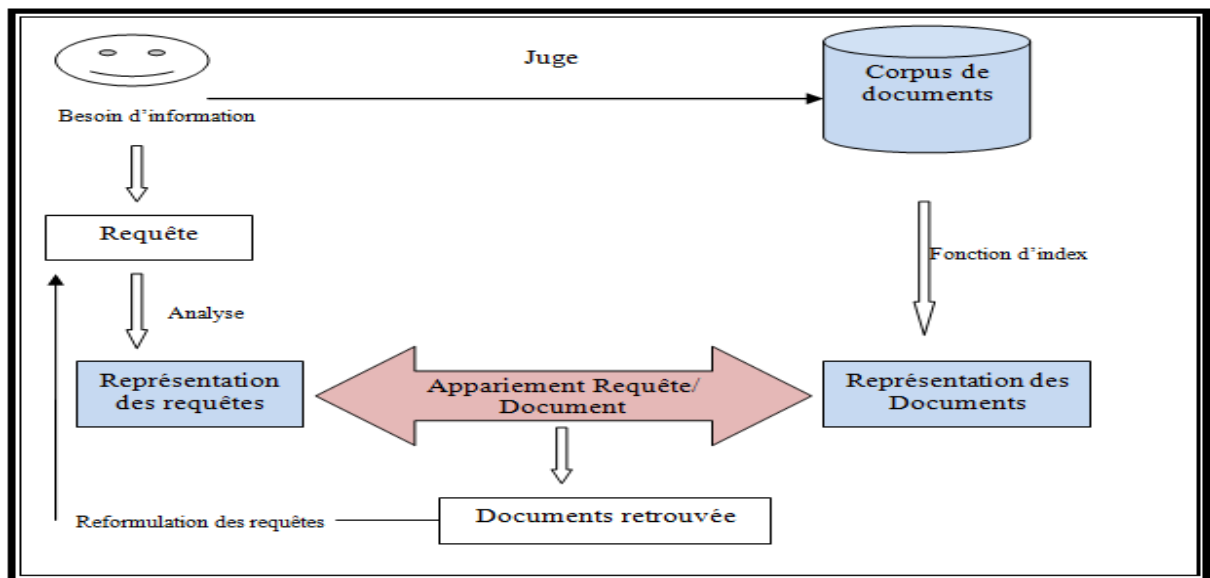 Juge
Corpus de
documents
Besoin d'information
Requête
Fonction d'index
Analyse
Représentation
des requêtes
Appariement Requête/
Document
Représentation des
Documents
Reformulation des requêtes
Documents retrouvée